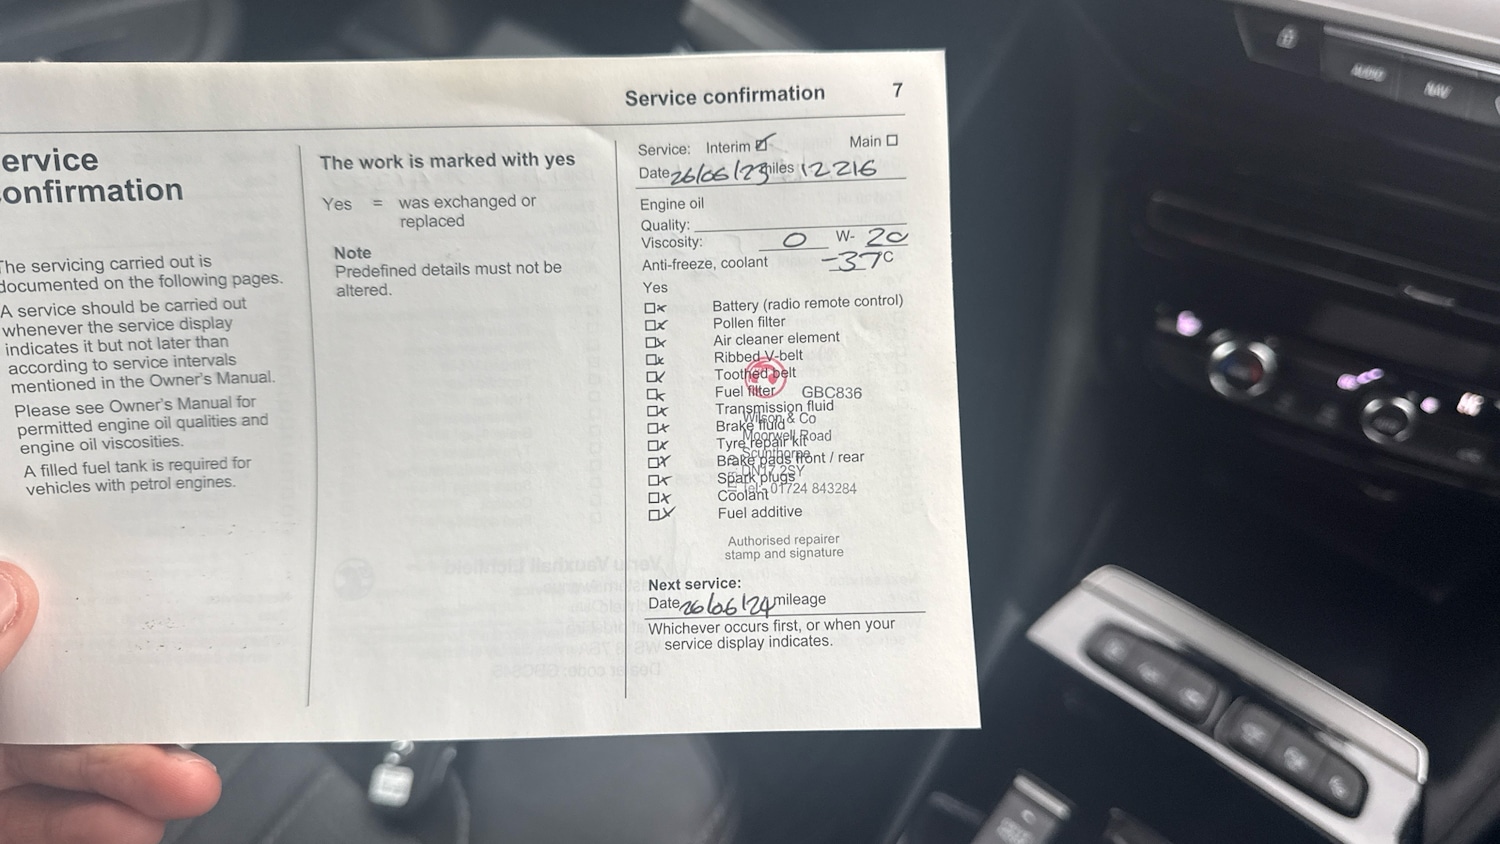 Service confirmation 7
ervice
onfirmation
The servicing carried out is
documented on the following pages.
A service should be carried out
whenever the service display
indicates it but not later than
according to service intervals
mentioned in the Owner's Manual.
Please see Owner's Manual for
permitted engine oil qualities and
engine oil viscosities.
A filled fuel tank is required for
vehicles with petrol engines.
The work is marked with yes
Yes = was exchanged or
replaced
Note
Predefined details must not be
altered.
Service: Interim Main
Date 26/06/23 miles 12216
Engine oil
Quality:
Viscosity: 0 W- 20
Anti-freeze, coolant -37°C
Yes
Battery (radio remote control)
Pollen filter
Air cleaner element
Ribbed V-belt
Toothed belt
Fuel filter GBC836
Transmission fluid
Wilson & Co
Brake fluid
Moorwell Road
Tyre repair kit
Scunthorpe
Brake pads front / rear
DN17 2SY
Spark plugs
Tel: 01724 843284
Coolant
Fuel additive
Authorised repairer
stamp and signature
Next service:
Date 26/06/24 mileage
Whichever occurs first, or when your
service display indicates.
AUDIO
NAV